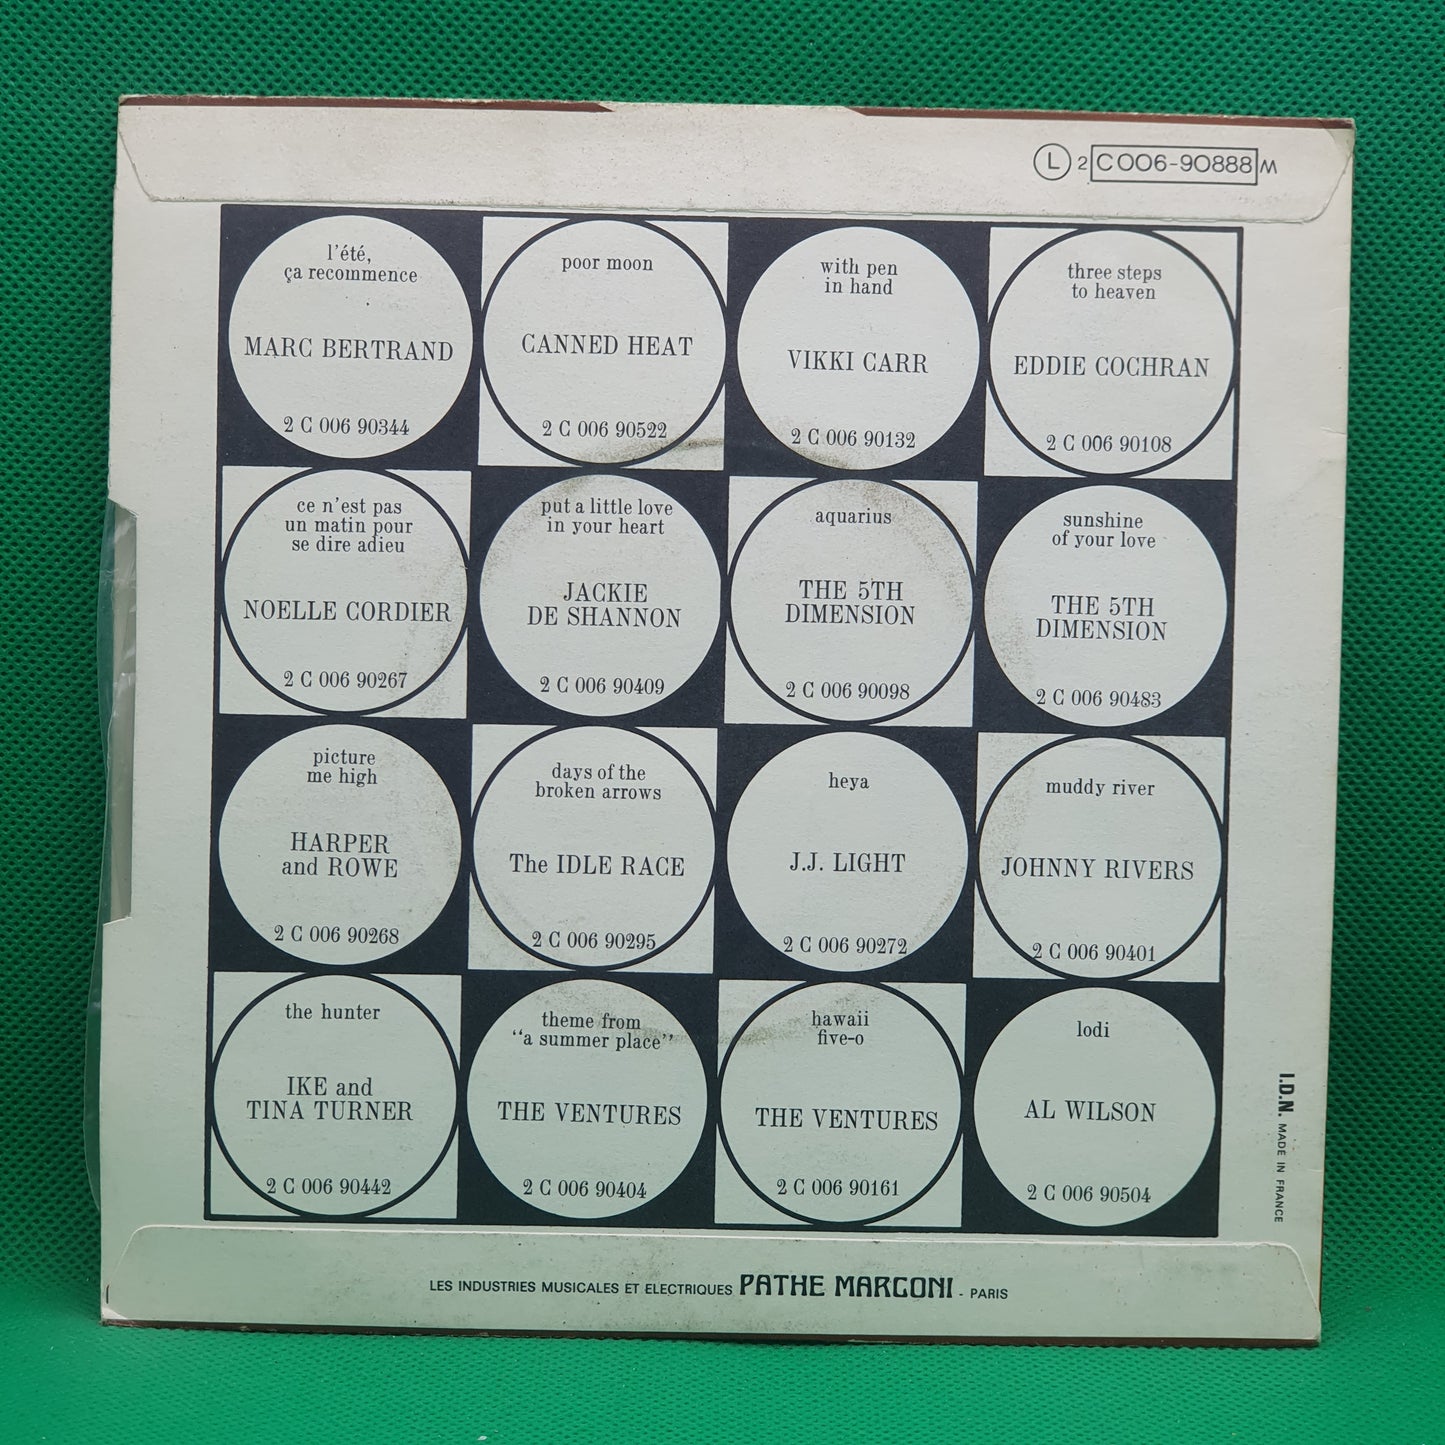 L 2 C 006-90888 M
l'été,
ça recommence
MARC BERTRAND
2 C 006 90344
poor moon
CANNED HEAT
2 C 006 90522
with pen
in hand
VIKKI CARR
2 C 006 90132
three steps
to heaven
EDDIE COCHRAN
2 C 006 90108
ce n'est pas
un matin pour
se dire adieu
NOELLE CORDIER
2 C 006 90267
put a little love
in your heart
JACKIE
DE SHANNON
2 C 006 90409
aquarius
THE 5TH
DIMENSION
2 C 006 90098
sunshine
of your love
THE 5TH
DIMENSION
2 C 006 90483
picture
me high
HARPER
and ROWE
2 C 006 90268
days of the
broken arrows
The IDLE RACE
2 C 006 90295
heya
J.J. LIGHT
2 C 006 90272
muddy river
JOHNNY RIVERS
2 C 006 90401
the hunter
IKE and
TINA TURNER
2 C 006 90442
theme from
"a summer place"
THE VENTURES
2 C 006 90404
hawaii
five-o
THE VENTURES
2 C 006 90161
lodi
AL WILSON
2 C 006 90504
I.D.N. MADE IN FRANCE
LES INDUSTRIES MUSICALES ET ELECTRIQUES PATHE MARCONI - PARIS